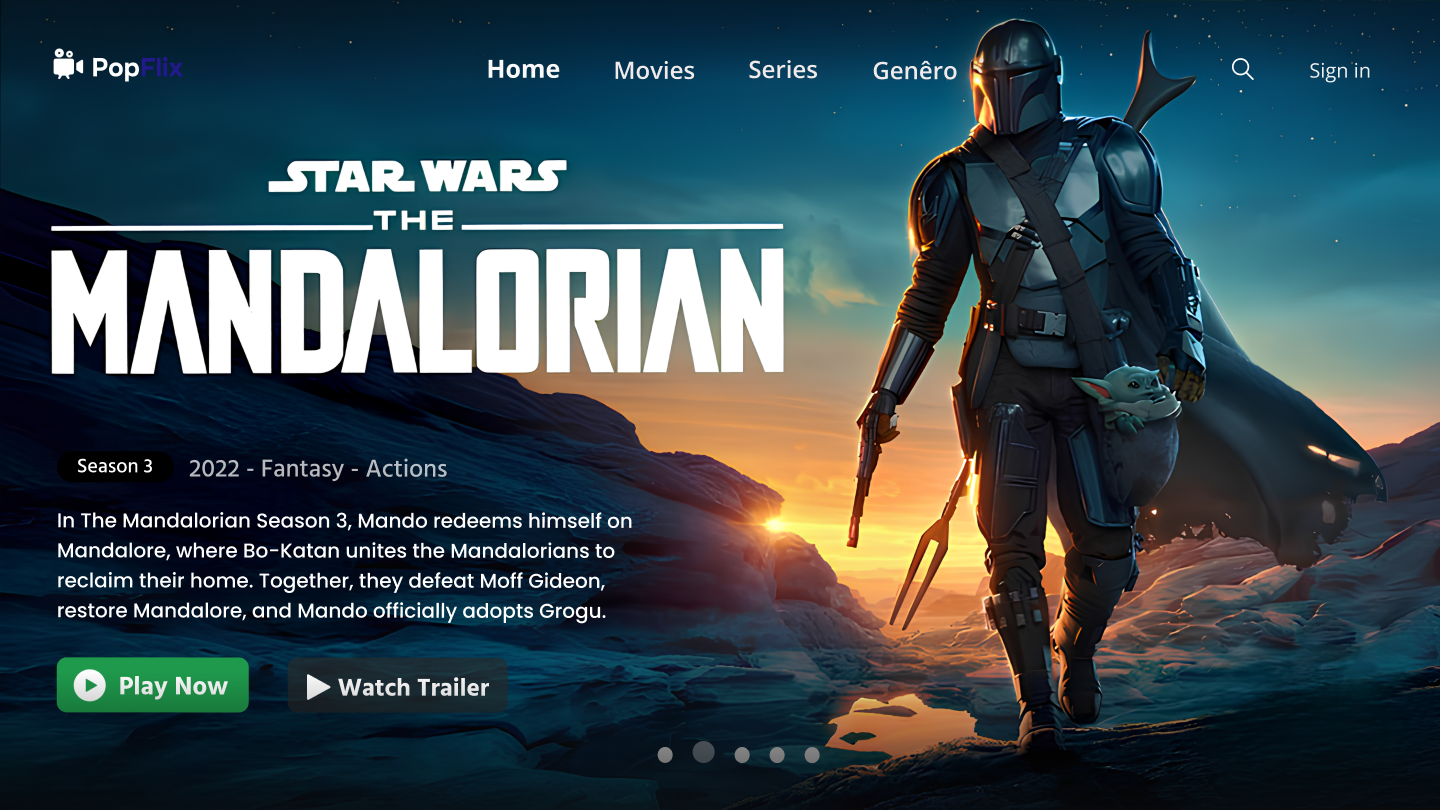 PopFlix
Home
Movies
Series
Genêro
Sign in
STAR WARS
THE
MANDALORIAN
Season 3
2022 - Fantasy - Actions
In The Mandalorian Season 3, Mando redeems himself on
Mandalore, where Bo-Katan unites the Mandalorians to
reclaim their home. Together, they defeat Moff Gideon,
restore Mandalore, and Mando officially adopts Grogu.
Play Now
Watch Trailer